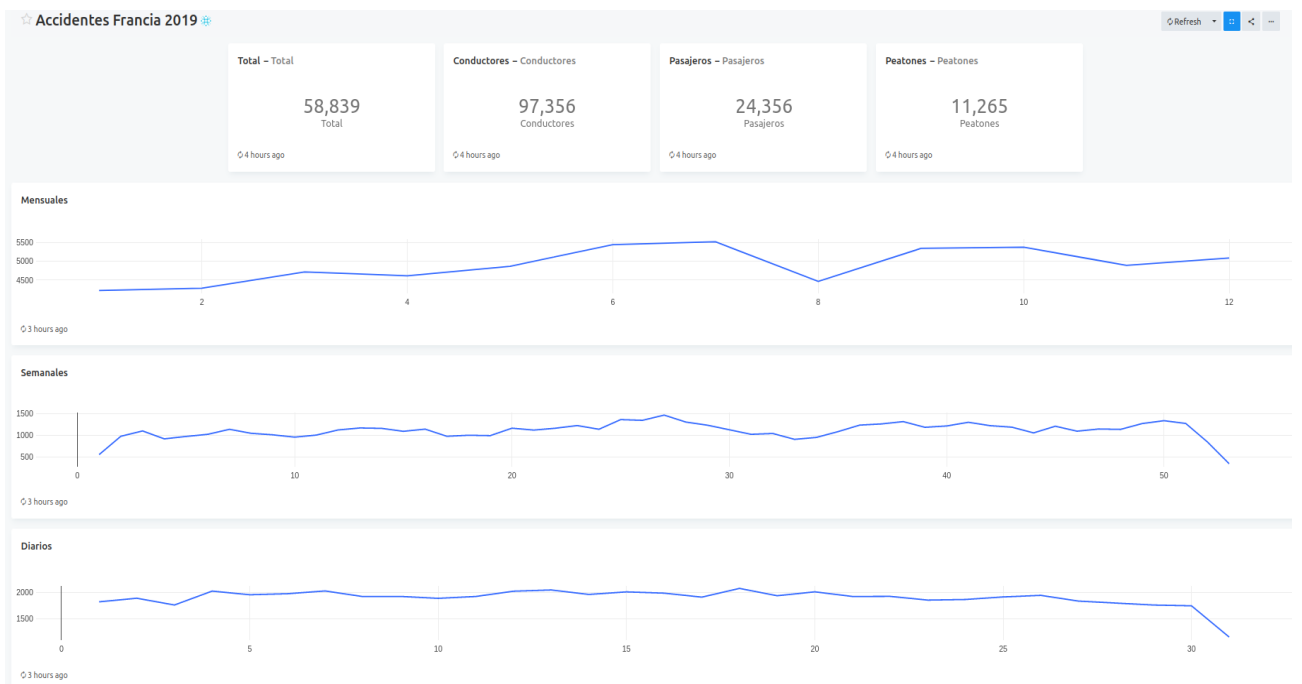 Accidentes Francia 2019
Refresh
Total – Total
58,839
Total
4 hours ago
Conductores – Conductores
97,356
Conductores
4 hours ago
Pasajeros – Pasajeros
24,356
Pasajeros
4 hours ago
Peatones – Peatones
11,265
Peatones
4 hours ago
Mensuales
5500
5000
4500
2 4 6 8 10 12
3 hours ago
Semanales
1500
1000
500
0 10 20 30 40 50
3 hours ago
Diarios
2000
1500
0 5 10 15 20 25 30
3 hours ago